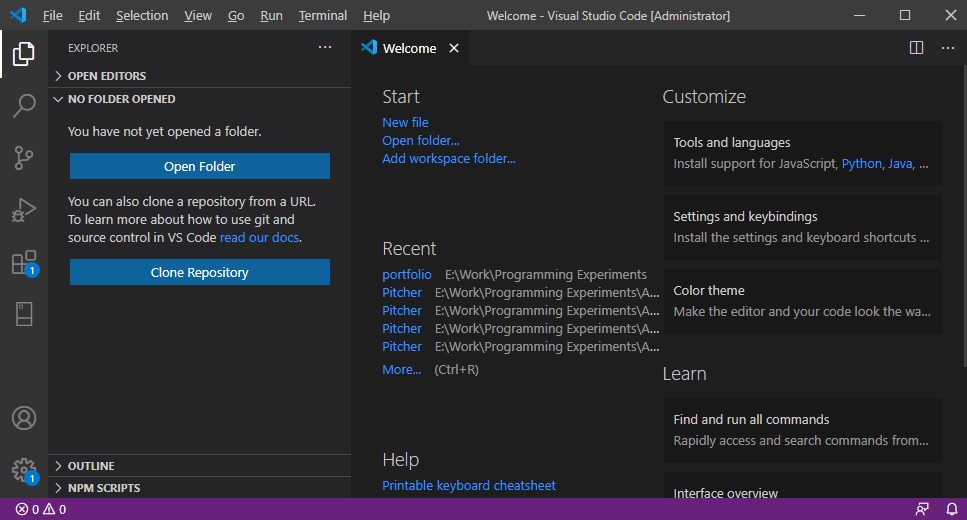 File Edit Selection View Go Run Terminal Help Welcome - Visual Studio Code [Administrator]
EXPLORER
OPEN EDITORS
NO FOLDER OPENED
You have not yet opened a folder.
Open Folder
You can also clone a repository from a URL.
To learn more about how to use git and
source control in VS Code read our docs.
Clone Repository
OUTLINE
NPM SCRIPTS
1
1
Welcome
Start
New file
Open folder...
Add workspace folder...
Recent
portfolio E:\Work\Programming Experiments
Pitcher E:\Work\Programming Experiments\A...
Pitcher E:\Work\Programming Experiments\A...
Pitcher E:\Work\Programming Experiments\A...
Pitcher E:\Work\Programming Experiments\A...
More... (Ctrl+R)
Help
Printable keyboard cheatsheet
Customize
Tools and languages
Install support for JavaScript, Python, Java, ...
Settings and keybindings
Install the settings and keyboard shortcuts ...
Color theme
Make the editor and your code look the wa...
Learn
Find and run all commands
Rapidly access and search commands from...
Interface overview
0 0